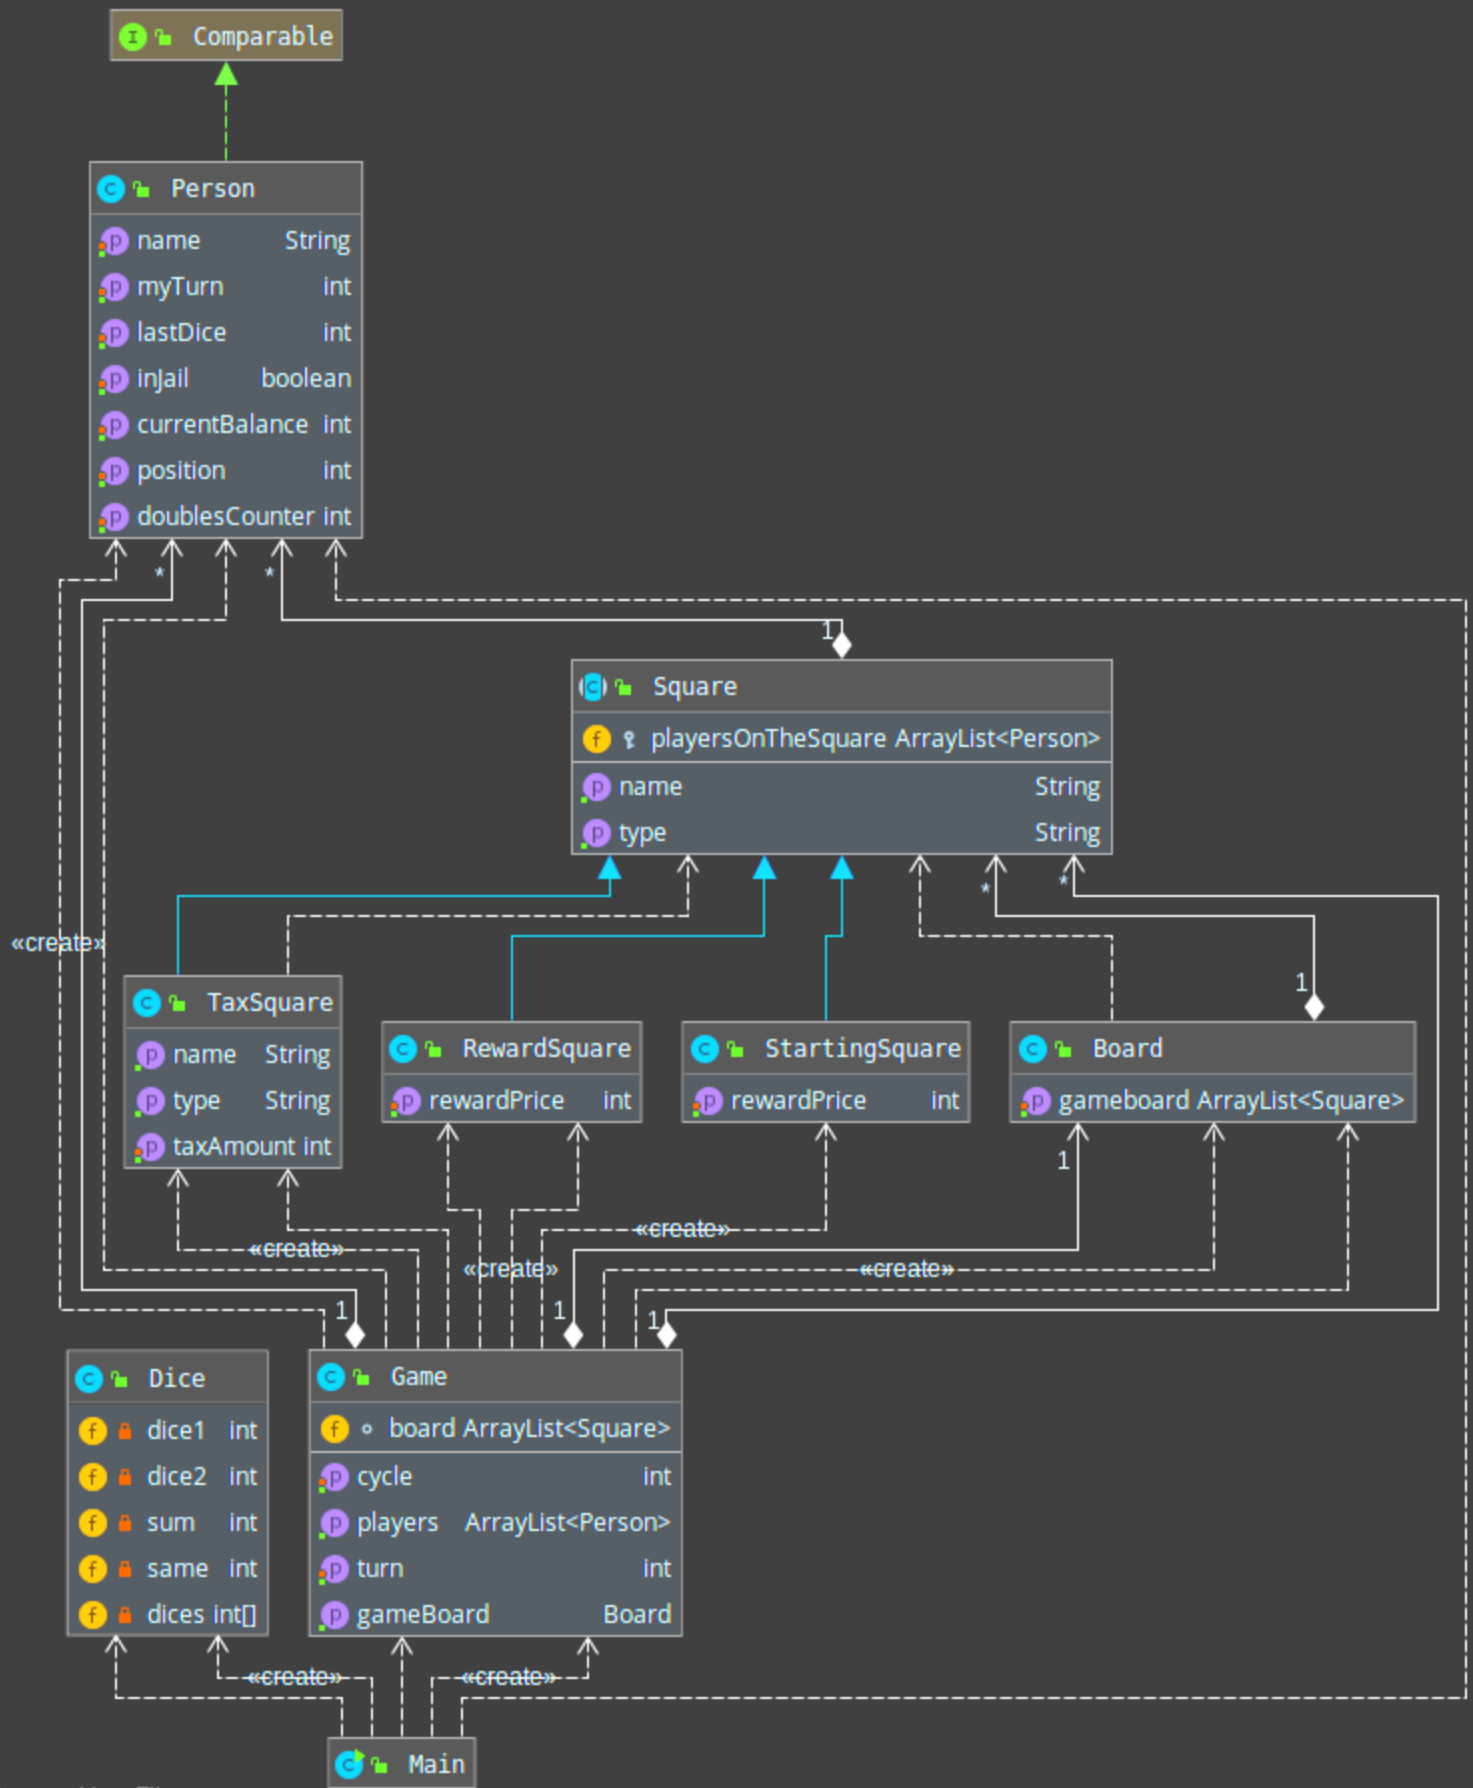 Comparable
Person
name String
myTurn int
lastDice int
inJail boolean
currentBalance int
position int
doublesCounter int
* *
1
Square
playersOnTheSquare ArrayList<Person>
name String
type String
* *
«create»
1
TaxSquare
name String
type String
taxAmount int
RewardSquare
rewardPrice int
StartingSquare
rewardPrice int
Board
gameboard ArrayList<Square>
1
«create»
«create»
«create»
«create»
1 1 1
Dice
dice1 int
dice2 int
sum int
same int
dices int[]
Game
board ArrayList<Square>
cycle int
players ArrayList<Person>
turn int
gameBoard Board
«create» «create»
Main